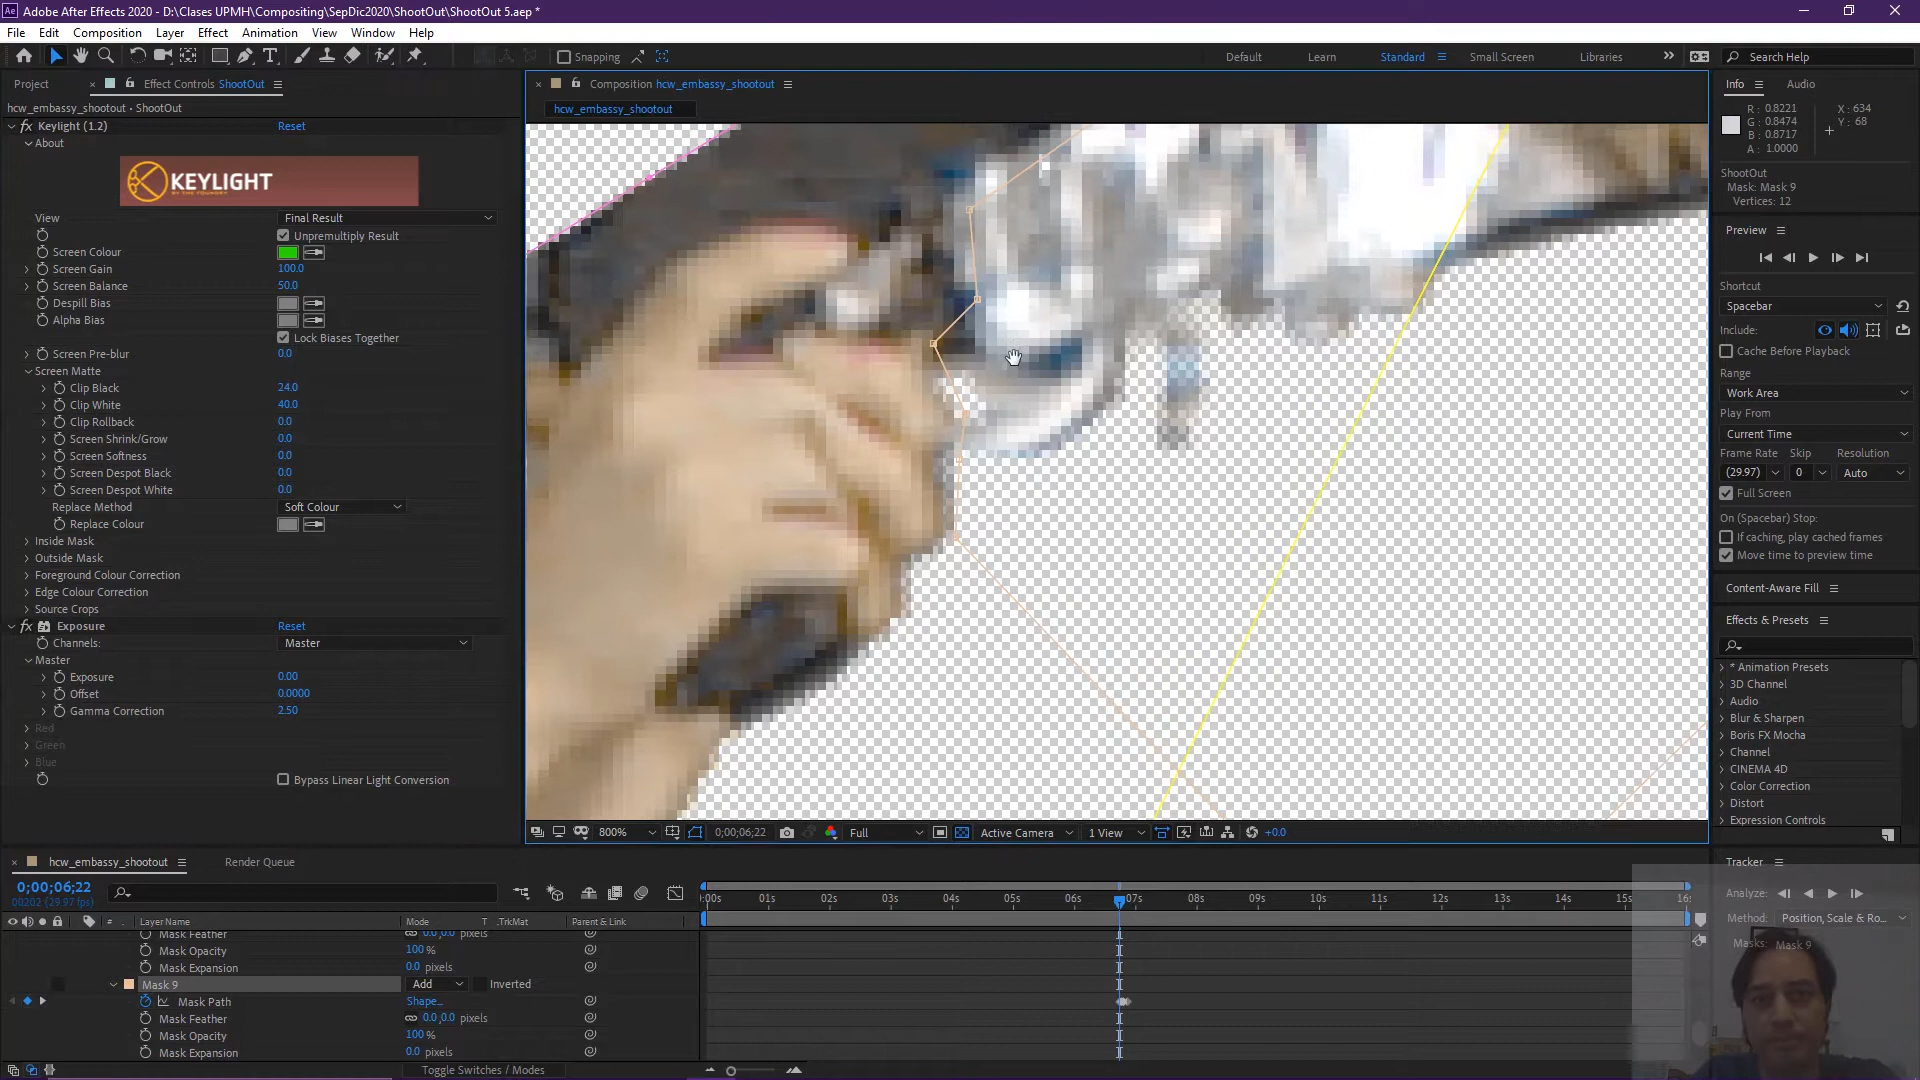 Adobe After Effects 2020 - D:\Clases UPMH\Compositing\SepDic2020\ShootOut\ShootOut 5.aep *
File Edit Composition Layer Effect Animation View Window Help
Snapping Default Learn Standard Small Screen Libraries Search Help
Project Effect Controls ShootOut
hcw_embassy_shootout • ShootOut
Keylight (1.2) Reset
About
KEYLIGHT
BY THE FOUNDRY
View Final Result
Unpremultiply Result
Screen Colour
Screen Gain 100.0
Screen Balance 50.0
Despill Bias
Alpha Bias
Lock Biases Together
Screen Pre-blur 0.0
Screen Matte
Clip Black 24.0
Clip White 40.0
Clip Rollback 0.0
Screen Shrink/Grow 0.0
Screen Softness 0.0
Screen Despot Black 0.0
Screen Despot White 0.0
Replace Method Soft Colour
Replace Colour
Inside Mask
Outside Mask
Foreground Colour Correction
Edge Colour Correction
Source Crops
Exposure Reset
Channels: Master
Master
Exposure 0.00
Offset 0.0000
Gamma Correction 2.50
Red
Green
Blue
Bypass Linear Light Conversion
Composition hcw_embassy_shootout
hcw_embassy_shootout
800% 0;00;06;22 Full Active Camera 1 View +0.0
Info Audio
R : 0.8221 X : 634
G : 0.8474 Y : 68
B : 0.8717
A : 1.0000
ShootOut
Mask: Mask 9
Vertices: 12
Preview
Shortcut
Spacebar
Include:
Cache Before Playback
Range
Work Area
Play From
Current Time
Frame Rate Skip Resolution
(29.97) 0 Auto
Full Screen
On (Spacebar) Stop:
If caching, play cached frames
Move time to preview time
Content-Aware Fill
Effects & Presets
* Animation Presets
3D Channel
Audio
Blur & Sharpen
Boris FX Mocha
Channel
CINEMA 4D
Color Correction
Distort
Expression Controls
Tracker
Analyze:
Method: Position, Scale & Ro...
Masks: Mask 9
hcw_embassy_shootout Render Queue
0;00;06;22
00202 (29.97 fps)
:00s 01s 02s 03s 04s 05s 06s 07s 08s 09s 10s 11s 12s 13s 14s 15s 16s
# Layer Name Mode T .TrkMat Parent & Link
Mask Feather 0.0,0.0 pixels
Mask Opacity 100 %
Mask Expansion 0.0 pixels
Mask 9 Add Inverted
Mask Path Shape...
Mask Feather 0.0,0.0 pixels
Mask Opacity 100 %
Mask Expansion 0.0 pixels
Toggle Switches / Modes